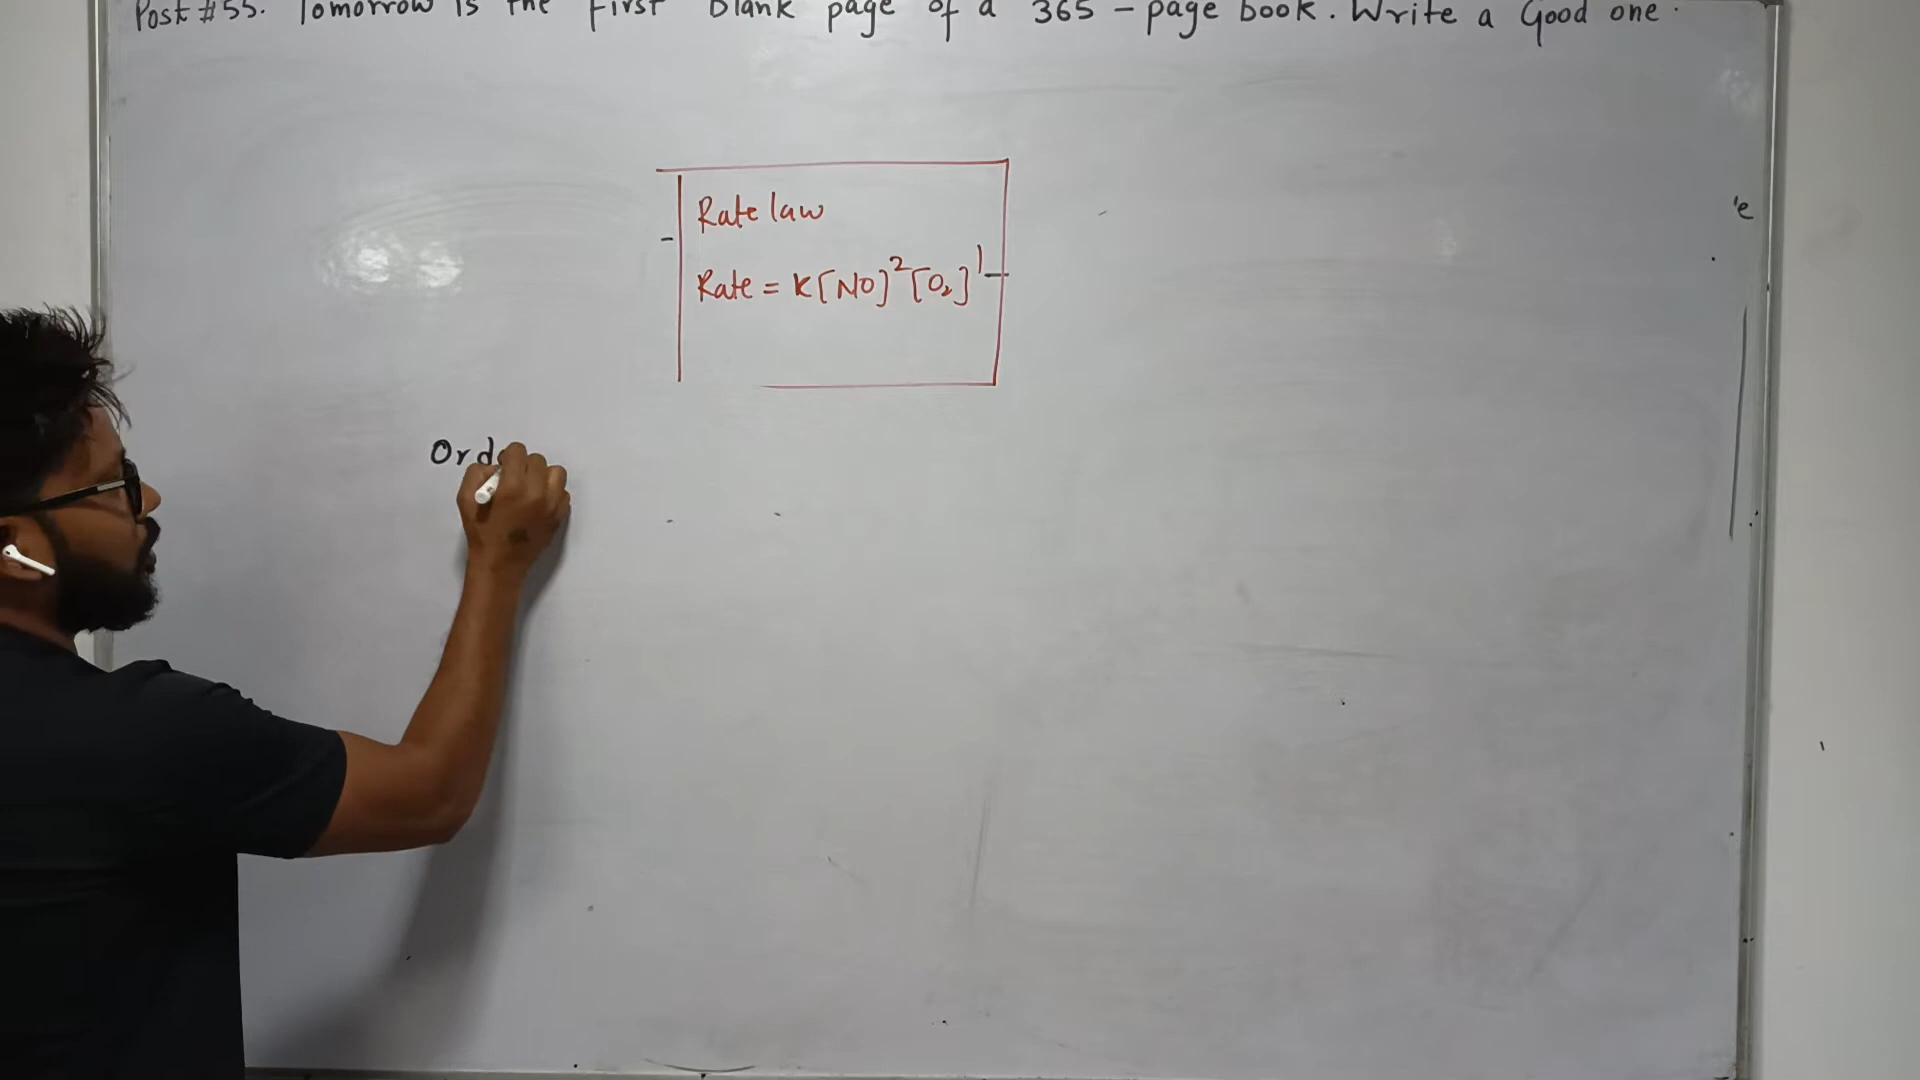 Post #55. Tomorrow is the First Blank page of a 365 - page book. Write a Good one.
Rate law
Rate = K[NO]²[O₂]¹
Ord